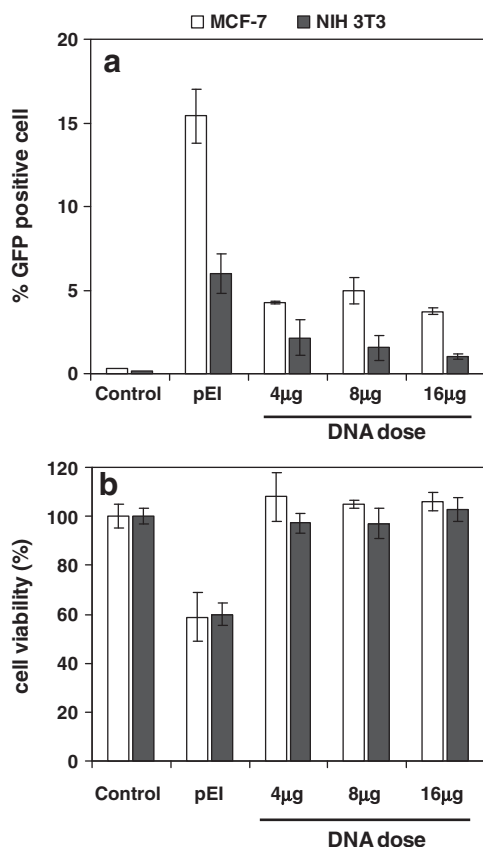 MCF-7 NIH 3T3
a
% GFP positive cell
20
15
10
5
0
Control pEI 4µg 8µg 16µg
DNA dose
b
cell viability (%)
120
100
80
60
40
20
0
Control pEI 4µg 8µg 16µg
DNA dose